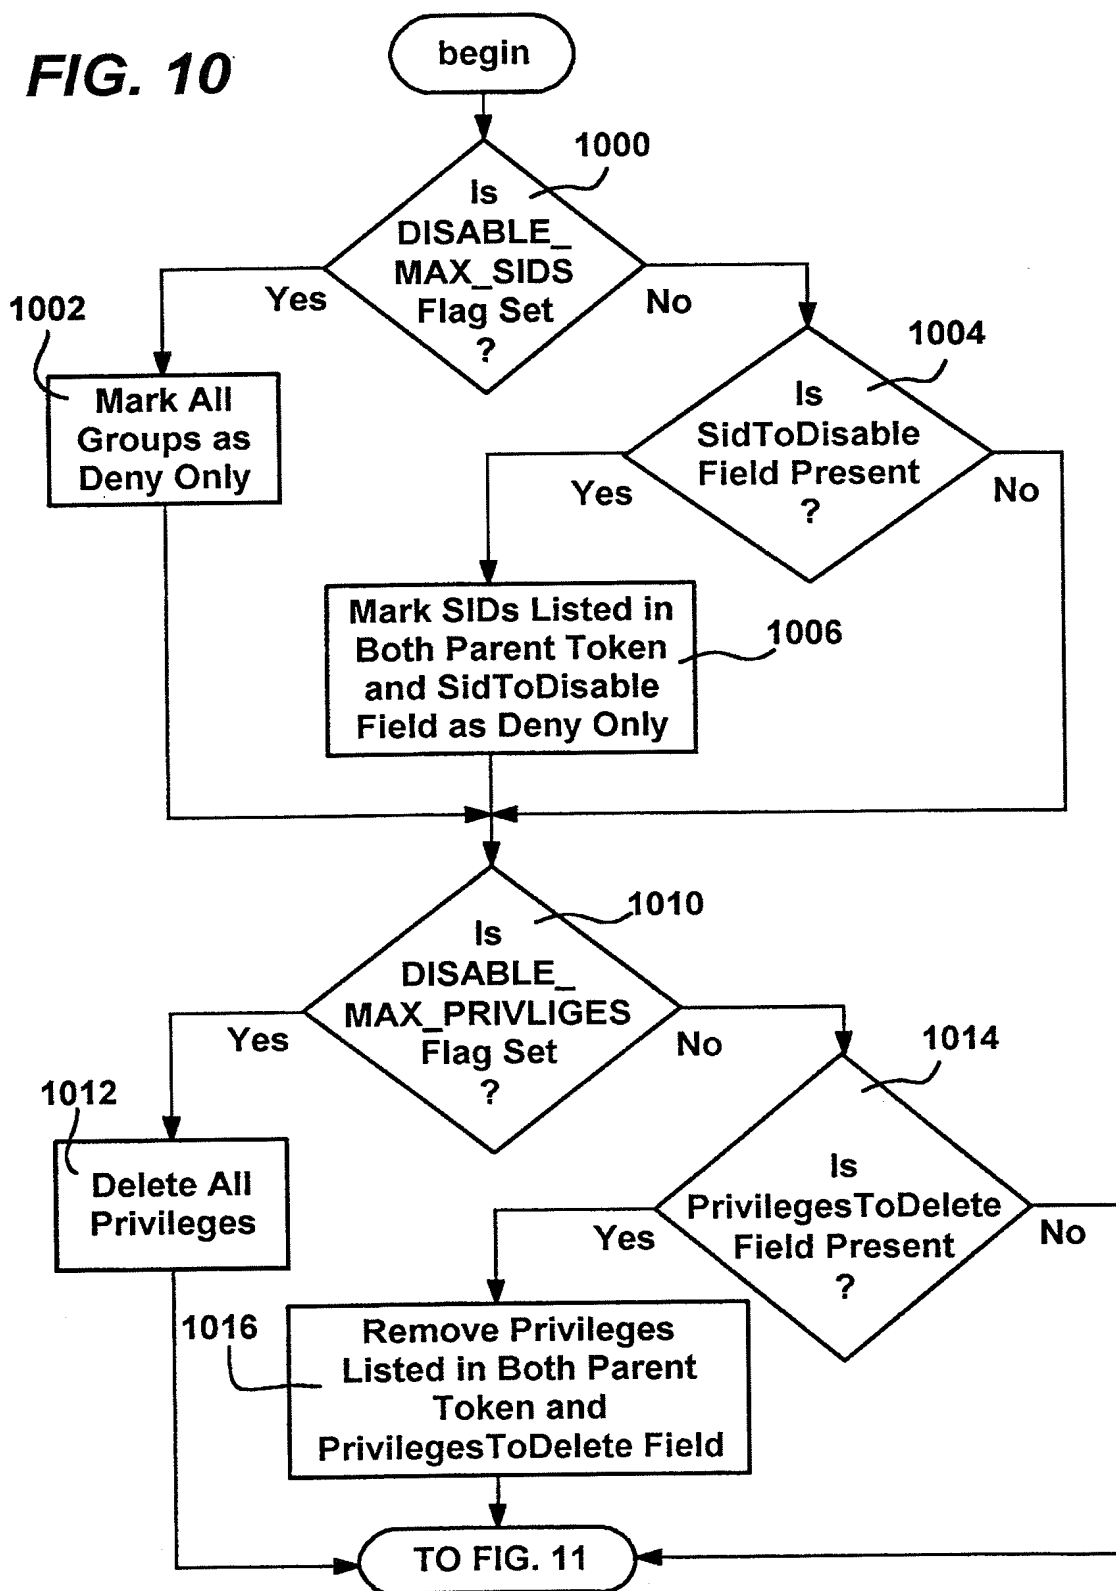 FIG. 10
begin
1000
Is
DISABLE_
MAX_SIDS
Flag Set
?
Yes
No
1002
Mark All
Groups as
Deny Only
1004
Is
SidToDisable
Field Present
?
Yes
No
Mark SIDs Listed in
Both Parent Token
and SidToDisable
Field as Deny Only
1006
1010
Is
DISABLE_
MAX_PRIVLIGES
Flag Set
?
Yes
No
1012
Delete All
Privileges
1014
Is
PrivilegesToDelete
Field Present
?
Yes
No
1016
Remove Privileges
Listed in Both Parent
Token and
PrivilegesToDelete Field
TO FIG. 11